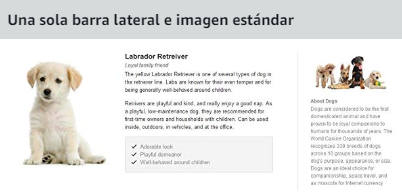 Una sola barra lateral e imagen estándar
Labrador Retreiver
Loyal family friend
The yellow Labrador Retriever is one of several types of dog in
the retriever family. Labs are known for their even temper and for
being generally well-behaved around children.
Retrivers are playful and kind, and really enjoy a good nap. As
a playful, low-maintenance dog, they are recommended for
first-time owners and households with children. Can be used
inside, outdoors, in vehicles, and at the office.
Adorable look
Playful demeanor
Well-behaved around children
About Dogs
Dogs are considered to be the first
domesticated animal and have
proven to be loyal companions to
humans for thousands of years. The
World Canine Organization
recognizes 339 breeds of dogs
across 10 groups based on the
dog's purpose, appearance, or size.
Dogs are an ideal choice for
companionship, space travel, and
as mascots for Internet currency